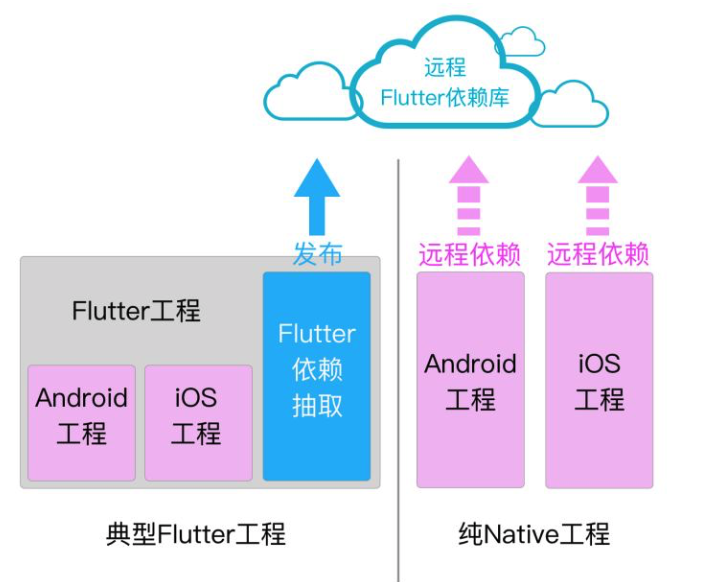 远程
Flutter依赖库
发布
远程依赖
远程依赖
Flutter工程
Android
工程
iOS
工程
Flutter
依赖
抽取
Android
工程
iOS
工程
典型Flutter工程
纯Native工程